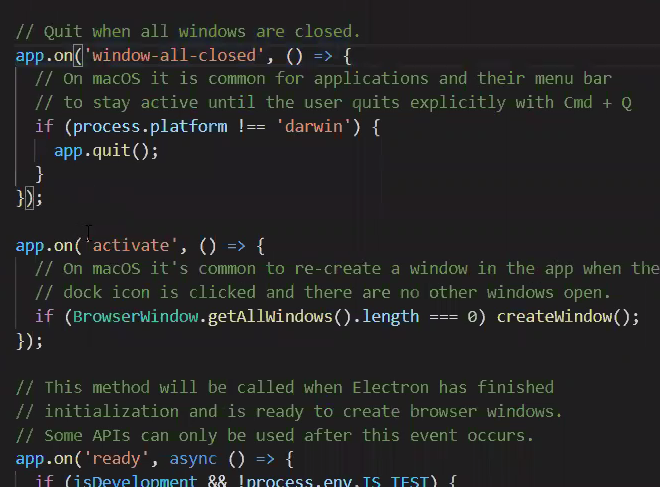 // Quit when all windows are closed.
app.on('window-all-closed', () => {
// On macOS it is common for applications and their menu bar
// to stay active until the user quits explicitly with Cmd + Q
if (process.platform !== 'darwin') {
app.quit();
}
});
app.on('activate', () => {
// On macOS it's common to re-create a window in the app when the
// dock icon is clicked and there are no other windows open.
if (BrowserWindow.getAllWindows().length === 0) createWindow();
});
// This method will be called when Electron has finished
// initialization and is ready to create browser windows.
// Some APIs can only be used after this event occurs.
app.on('ready', async () => {
if (isDevelopment && !process.env.IS_TEST) {